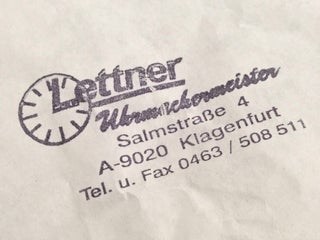 Lettner
Uhrmachermeister
Salmstraße 4
A-9020 Klagenfurt
Tel. u. Fax 0463 / 508 511